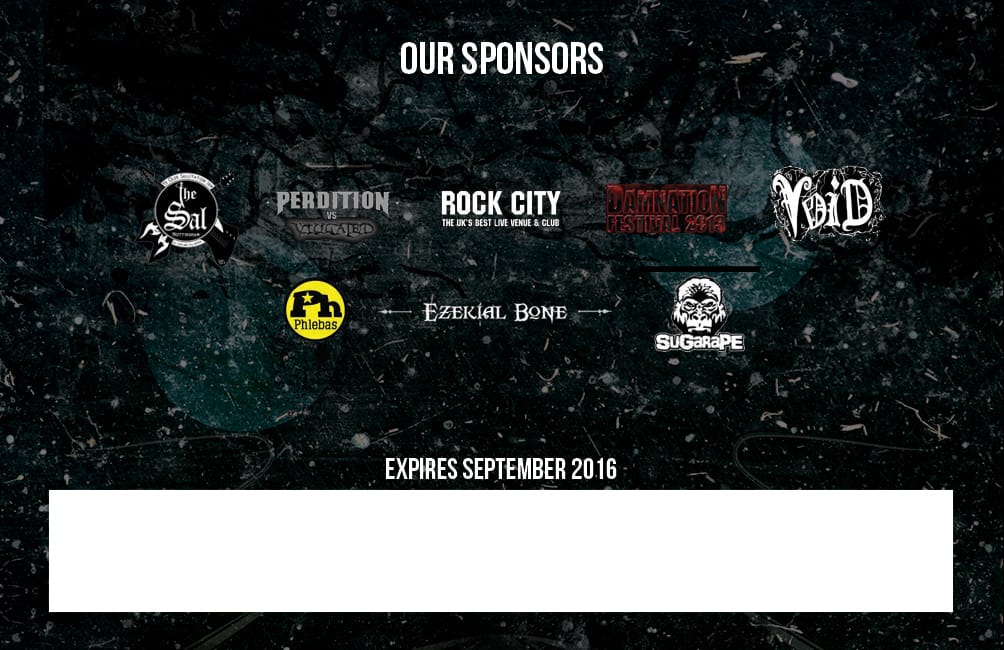 OUR SPONSORS
the
Sal
NOTTINGHAM
PERDITION
VS
ROCK CITY
THE UK'S BEST LIVE VENUE & CLUB
DAMNATION
FESTIVAL 2013
VOID
Ph
Phlebas
EZEKIAL BONE
SUGaRaPE
EXPIRES SEPTEMBER 2016